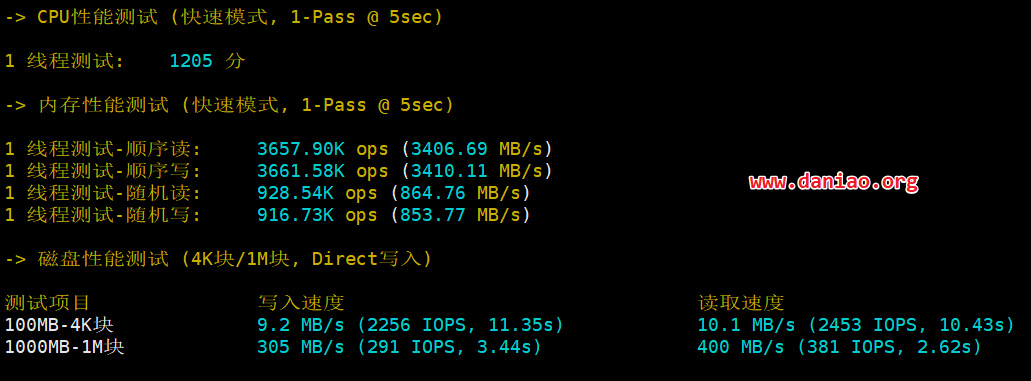 -> CPU性能测试 (快速模式, 1-Pass @ 5sec)
1 线程测试: 1205 分
-> 内存性能测试 (快速模式, 1-Pass @ 5sec)
1 线程测试-顺序读: 3657.90K ops (3406.69 MB/s)
1 线程测试-顺序写: 3661.58K ops (3410.11 MB/s)
1 线程测试-随机读: 928.54K ops (864.76 MB/s)
www.daniao.org
1 线程测试-随机写: 916.73K ops (853.77 MB/s)
-> 磁盘性能测试 (4K块/1M块, Direct写入)
测试项目 写入速度 读取速度
100MB-4K块 9.2 MB/s (2256 IOPS, 11.35s) 10.1 MB/s (2453 IOPS, 10.43s)
1000MB-1M块 305 MB/s (291 IOPS, 3.44s) 400 MB/s (381 IOPS, 2.62s)